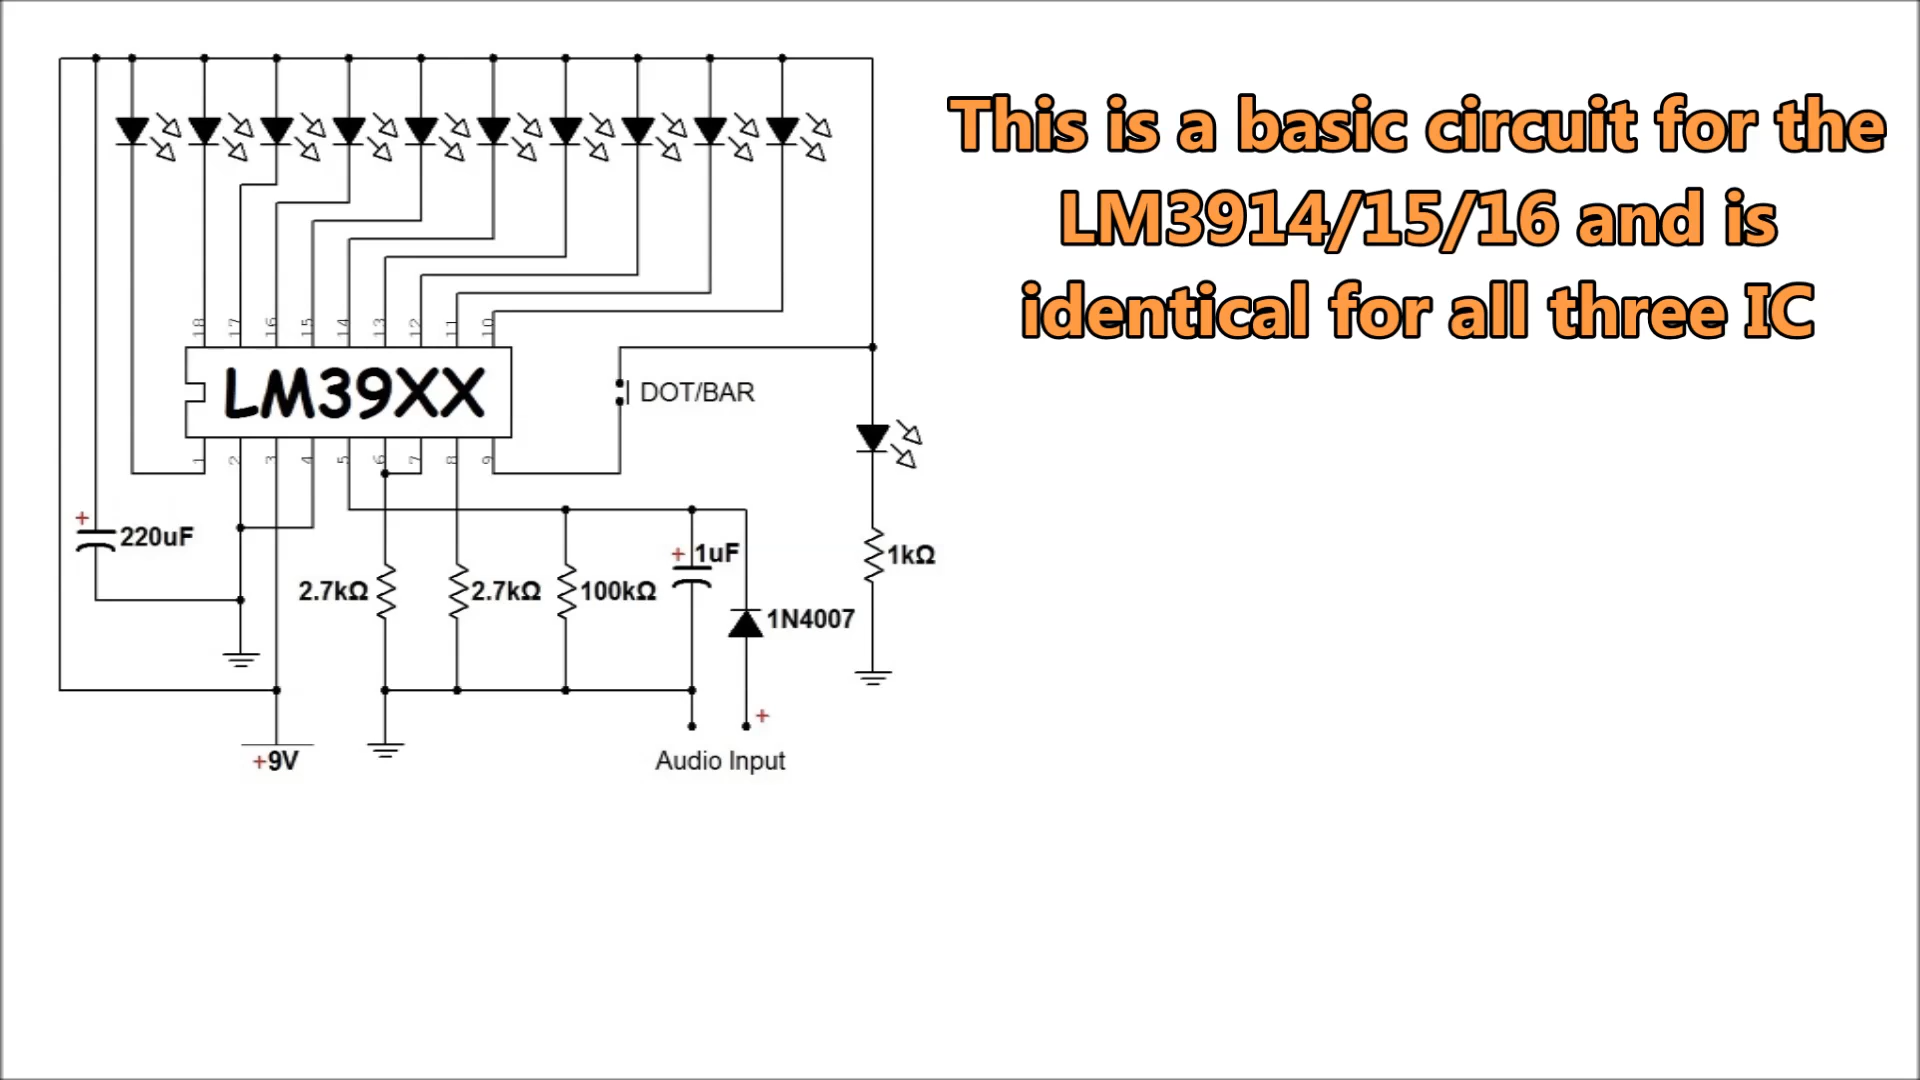 This is a basic circuit for the
LM3914/15/16 and is
identical for all three IC
18 17 16 15 14 13 12 11 10
LM39XX
DOT/BAR
1 2 3 4 5 6 7 8 9
+
220uF
+ 1uF
1kΩ
2.7kΩ
2.7kΩ
100kΩ
1N4007
+
+9V
Audio Input